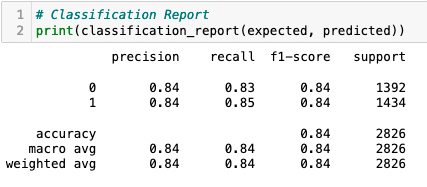 1 # Classification Report
2 print(classification_report(expected, predicted))
precision recall f1-score support
0 0.84 0.83 0.84 1392
1 0.84 0.85 0.84 1434
accuracy 0.84 2826
macro avg 0.84 0.84 0.84 2826
weighted avg 0.84 0.84 0.84 2826